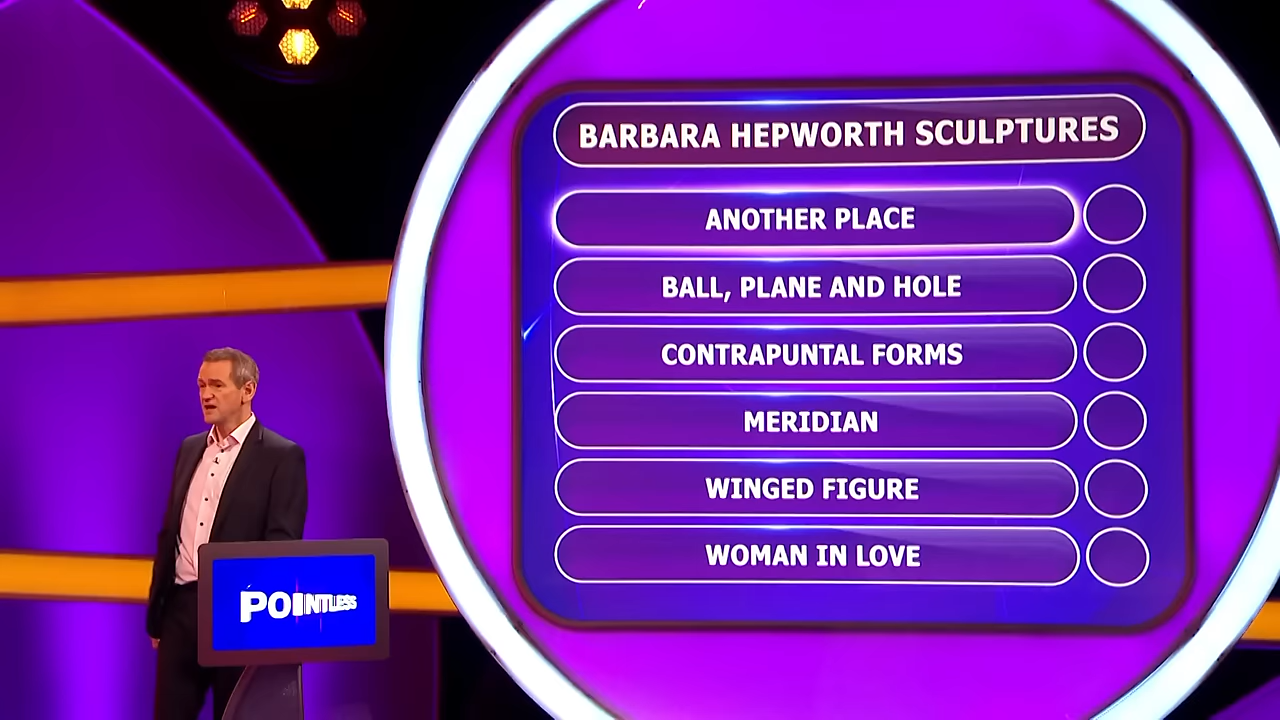 BARBARA HEPWORTH SCULPTURES
ANOTHER PLACE
BALL, PLANE AND HOLE
CONTRAPUNTAL FORMS
MERIDIAN
WINGED FIGURE
WOMAN IN LOVE
POINTLESS